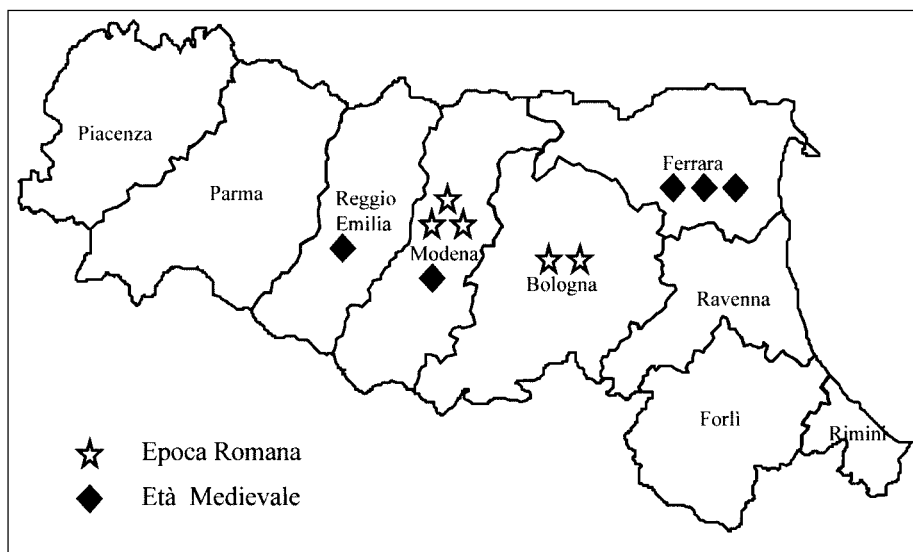 Piacenza
Parma
Reggio
Emilia
Modena
Bologna
Ferrara
Ravenna
Forlì
Rimini
Epoca Romana
Età Medievale